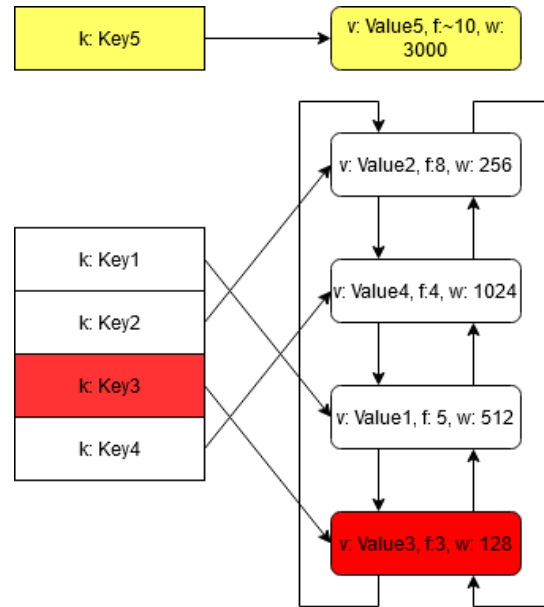 k: Key5
v: Value5, f:~10, w:
3000
v: Value2, f:8, w: 256
k: Key1
v: Value4, f:4, w: 1024
k: Key2
k: Key3
v: Value1, f: 5, w: 512
k: Key4
v: Value3, f:3, w: 128